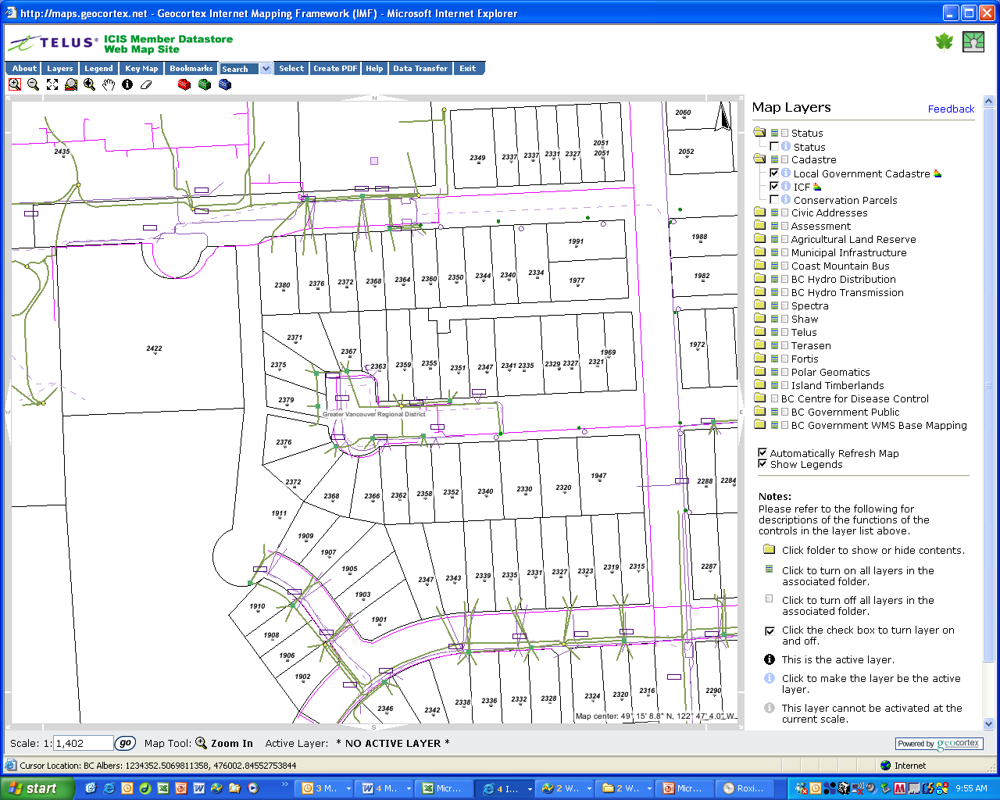 http://maps.geocortex.net - Geocortex Internet Mapping Framework (IMF) - Microsoft Internet Explorer
TELUS® ICIS Member Datastore
Web Map Site
About Layers Legend Key Map Bookmarks Search Select Create PDF Help Data Transfer Exit
N
2435
2349 2337 2337 2331 2327 2051
2051
2060
2052
1991
1977
1988
1982
2380 2376 2372 2368 2364 2360 2350 2344 2340 2334
2422
2371
2375
2379
2376
2372
2367 2363 2359 2355 2351 2347 2341 2335 2329 2327 2321 1969
1972
W
E
Greater Vancouver Regional District
2368 2366 2362 2358 2352 2340 2330 2320 1947
2288 2284
1911
1909
1907
1905
1903
1901
2347 2343 2339 2335 2331 2327 2323 2319 2315
2287
1910
1908
1906
1902
2346 2342 2338 2336 2332 2328 2324 2320 2316 2290
Map center: 49° 15' 8.8" N, 122° 47' 4.0" W
S
Map Layers
Feedback
Status
Status
Cadastre
Local Government Cadastre
ICF
Conservation Parcels
Civic Addresses
Assessment
Agricultural Land Reserve
Municipal Infrastructure
Coast Mountain Bus
BC Hydro Distribution
BC Hydro Transmission
Spectra
Shaw
Telus
Terasen
Fortis
Polar Geomatics
Island Timberlands
BC Centre for Disease Control
BC Government Public
BC Government WMS Base Mapping
Automatically Refresh Map
Show Legends
Notes:
Please refer to the following for
descriptions of the functions of the
controls in the layer list above.
Click folder to show or hide contents.
Click to turn on all layers in the
associated folder.
Click to turn off all layers in the
associated folder.
Click the check box to turn layer on
and off.
This is the active layer.
Click to make the layer be the active
layer.
This layer cannot be activated at the
current scale.
Scale: 1: 1,402 go Map Tool: Zoom In Active Layer: * NO ACTIVE LAYER *
Powered by geocortex
Cursor Location: BC Albers: 1234352.5069811358, 476002.84552753844
Internet
start
3 M...
4 M...
Micr...
4 I...
2 W...
2 W...
Micr...
Roxi...
9:55 AM